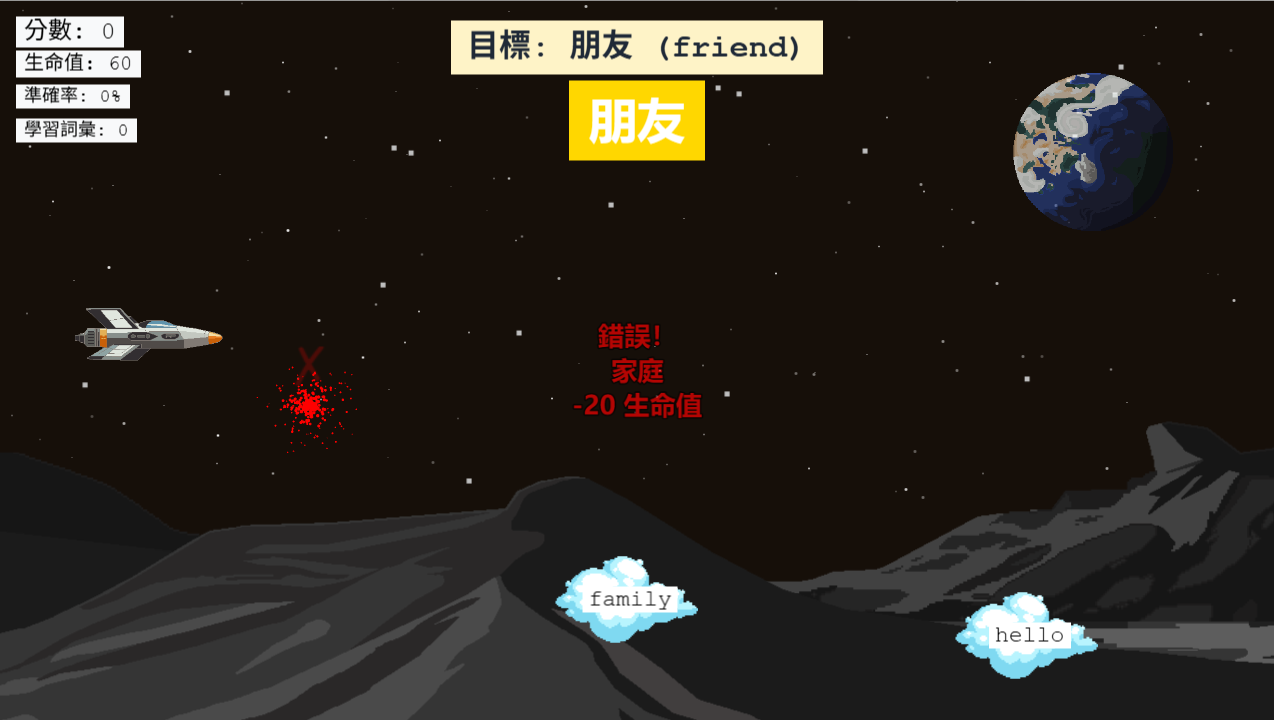 分數: 0
生命值: 60
準確率: 0%
學習詞彙: 0
目標: 朋友 (friend)
朋友
X
錯誤!
家庭
-20 生命值
family
hello